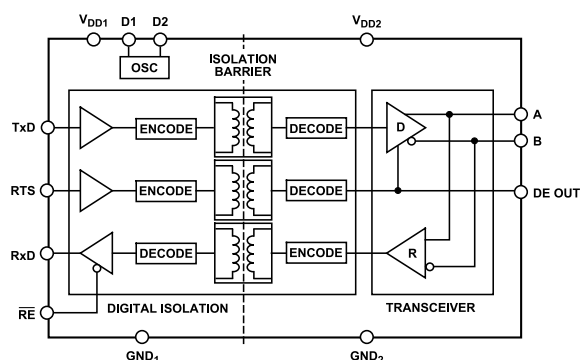 VDD1 D1 D2 VDD2
OSC
ISOLATION
BARRIER
TxD ENCODE DECODE D A
B
RTS ENCODE DECODE DE OUT
RxD DECODE ENCODE R
RE
DIGITAL ISOLATION TRANSCEIVER
GND1 GND2